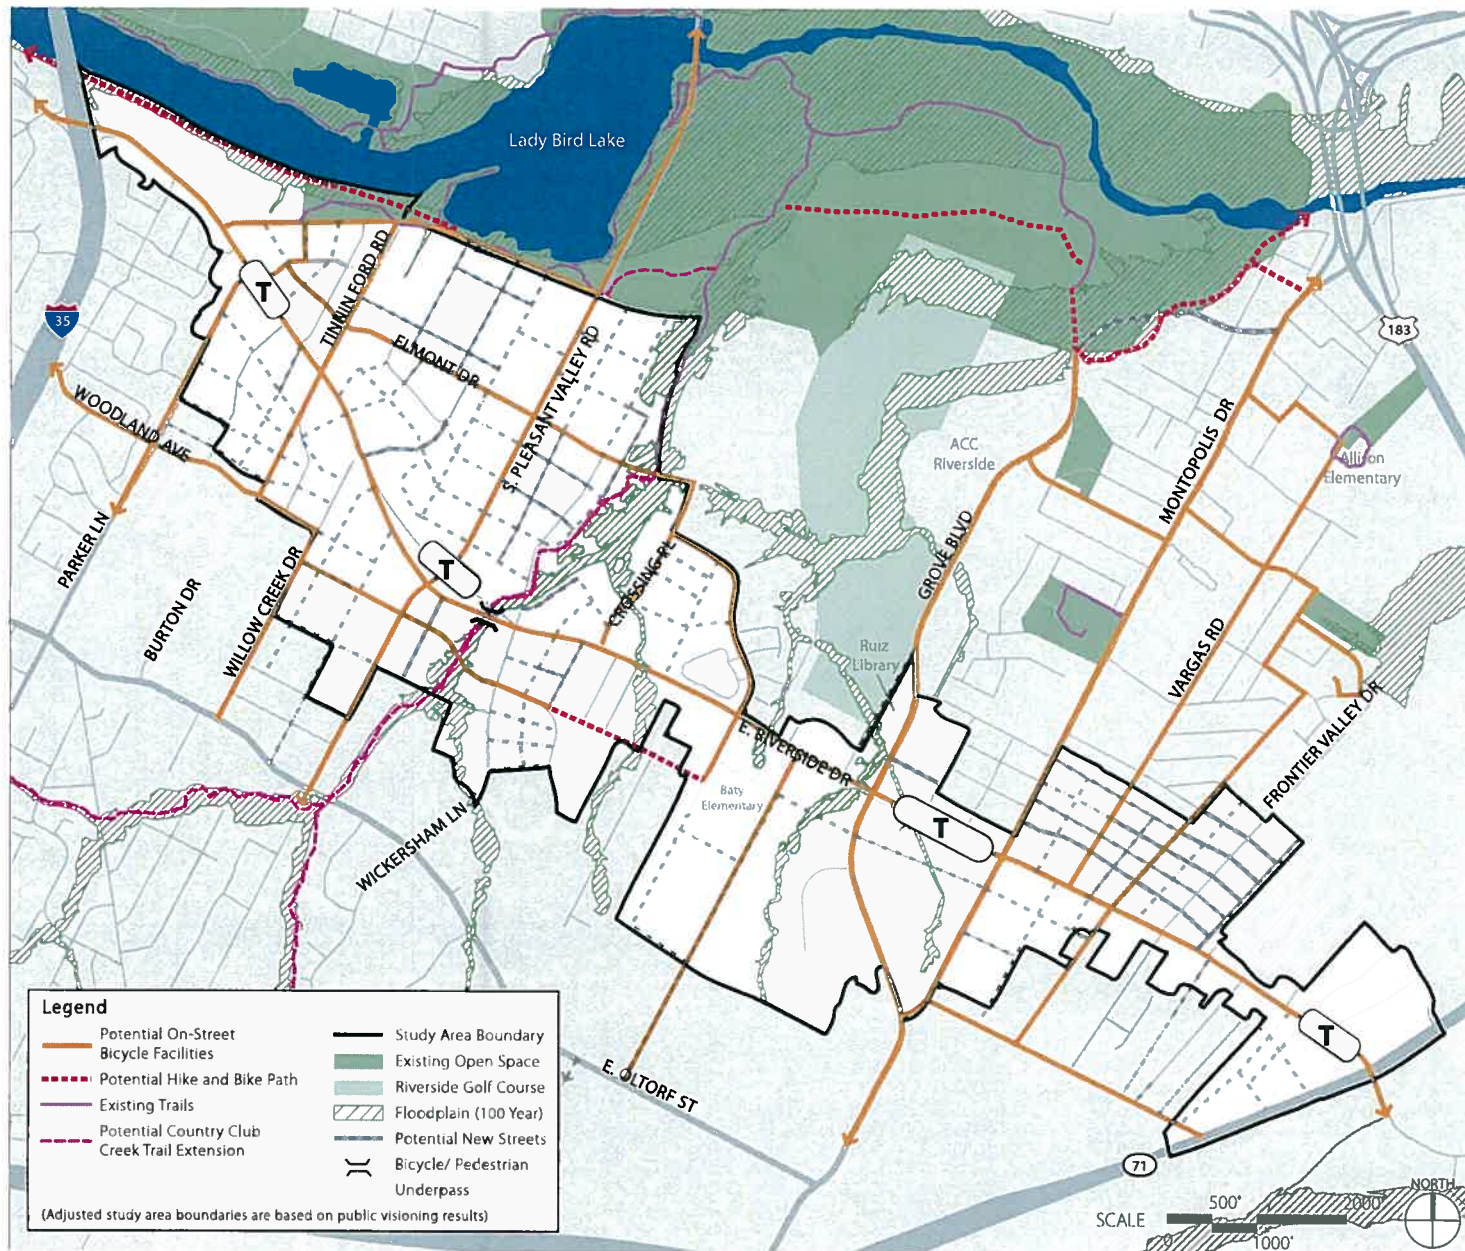 Lady Bird Lake
35
183
T
TINNIN FORD RD
ELMONT DR
S. PLEASANT VALLEY RD
WOODLAND AVE
PARKER LN
BURTON DR
WILLOW CREEK DR
T
CROSSING PL
ACC
Riverside
GROVE BLVD
MONTOPOLIS DR
Allison
Elementary
VARGAS RD
Ruiz
Library
FRONTIER VALLEY DR
E. RIVERSIDE DR
Baty
Elementary
WICKERSHAM LN
T
T
E. OLTORF ST
71
Legend
Potential On-Street
Bicycle Facilities
Potential Hike and Bike Path
Existing Trails
Potential Country Club
Creek Trail Extension
Study Area Boundary
Existing Open Space
Riverside Golf Course
Floodplain (100 Year)
Potential New Streets
Bicycle/ Pedestrian
Underpass
(Adjusted study area boundaries are based on public visioning results)
SCALE
0
500'
1000'
2000'
NORTH